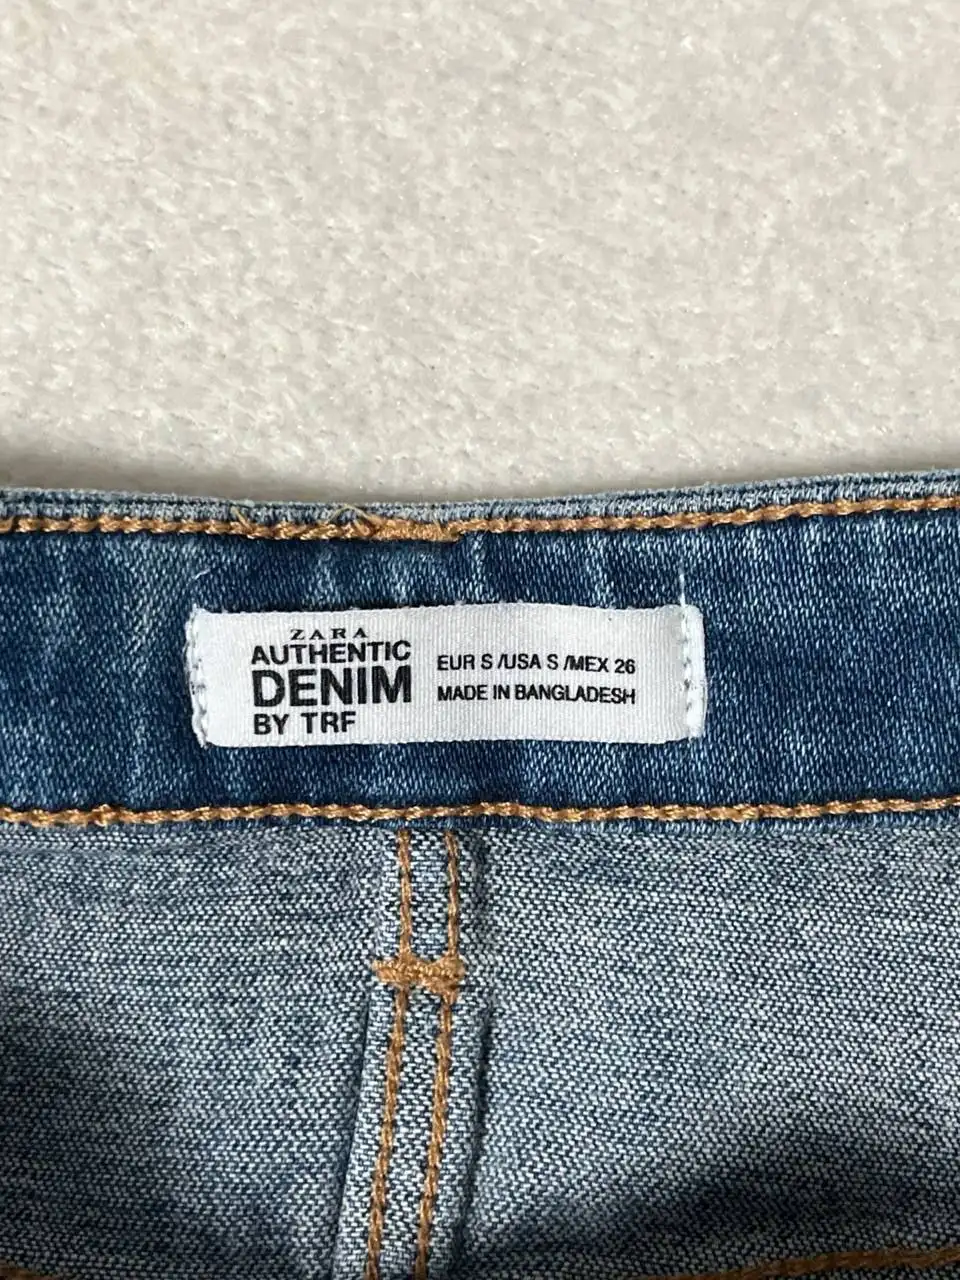 ZARA
AUTHENTIC
DENIM
BY TRF
EUR S /USA S /MEX 26
MADE IN BANGLADESH